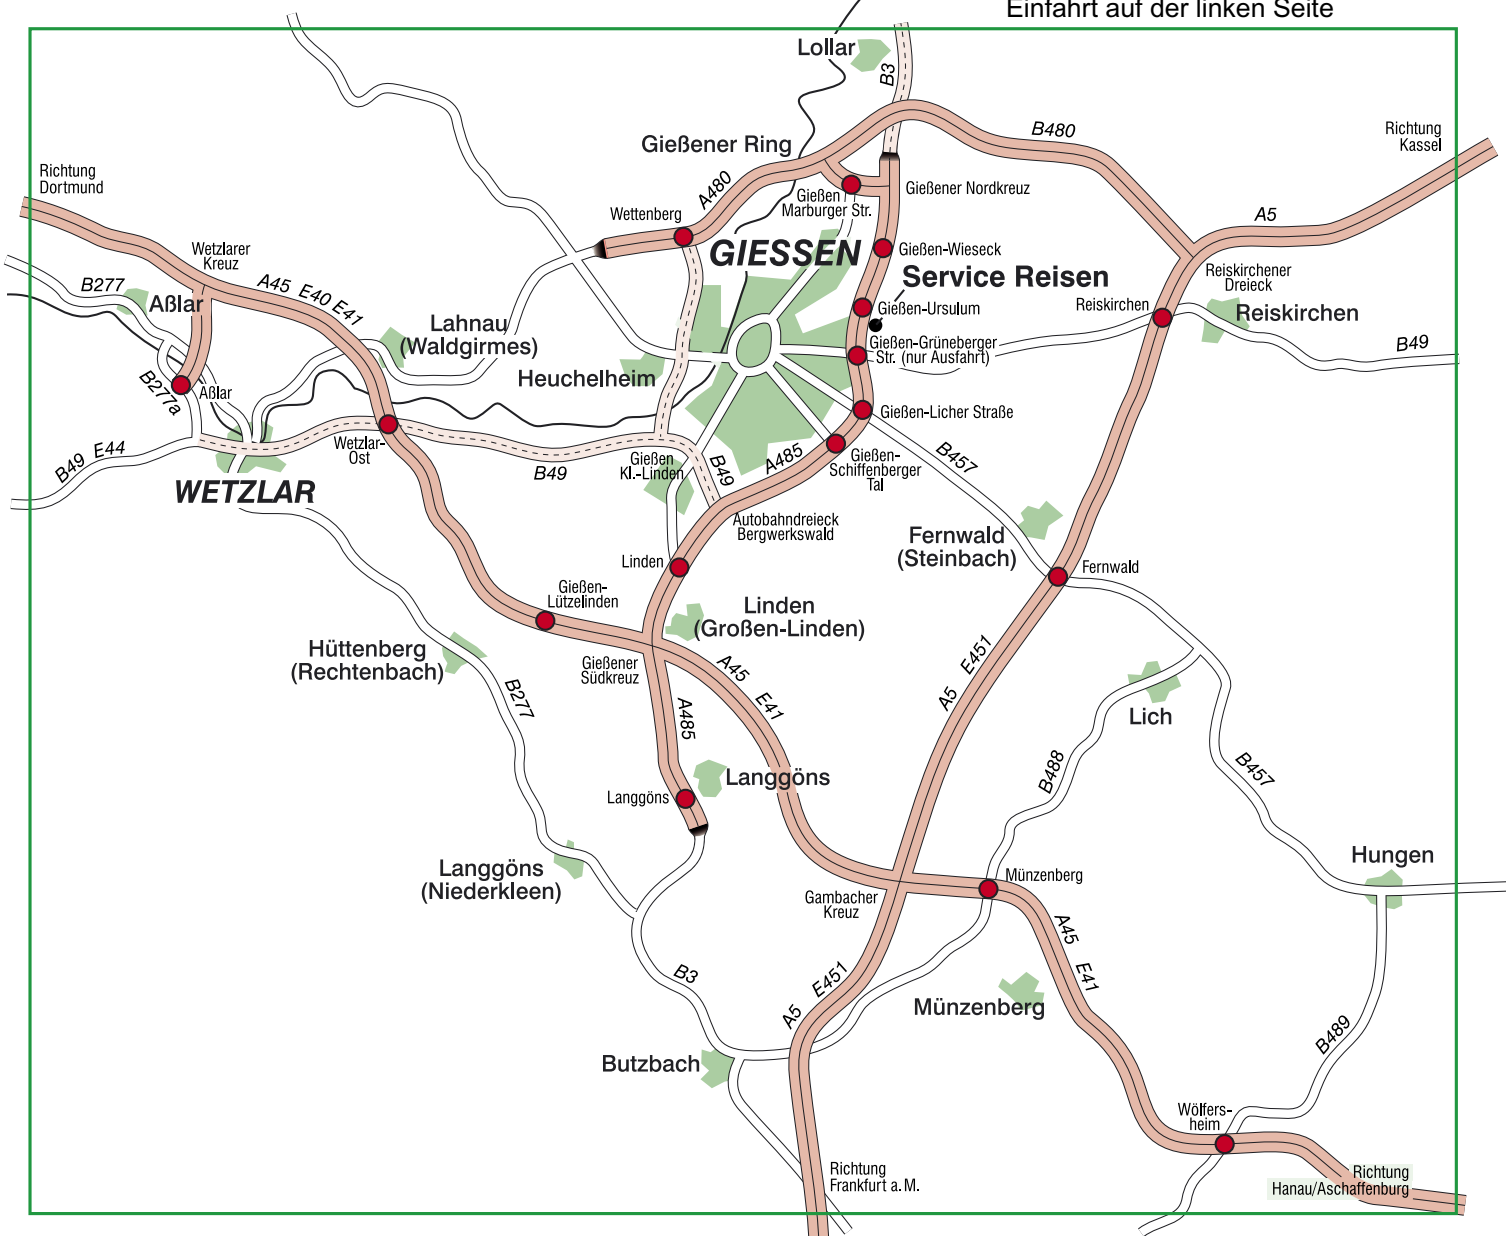 Einfahrt auf der linken Seite
Lollar
B3
Gießener Ring
B480
Richtung
Kassel
Richtung
Dortmund
A480
Gießen
Marburger Str.
Gießener Nordkreuz
Wettenberg
A5
Wetzlarer
Kreuz
GIESSEN
Gießen-Wieseck
Service Reisen
Reiskirchener
Dreieck
B277
Aßlar
A45 E40 E41
Lahnau
(Waldgirmes)
Gießen-Ursulum
Reiskirchen
Reiskirchen
Gießen-Grüneberger
Str. (nur Ausfahrt)
B49
Heuchelheim
B277a
Aßlar
Gießen-Licher Straße
Wetzlar-
Ost
B49 E44
B49
Gießen
Kl.-Linden
B49
A485
Gießen-
Schiffenberger
Tal
B457
WETZLAR
Autobahndreieck
Bergwerkswald
Fernwald
(Steinbach)
Linden
Fernwald
Gießen-
Lützelinden
Linden
(Großen-Linden)
Hüttenberg
(Rechtenbach)
Gießener
Südkreuz
A45 E41
A5 E451
B277
A485
Lich
Langgöns
Langgöns
B488
B457
Langgöns
(Niederkleen)
Hungen
Münzenberg
Gambacher
Kreuz
A45 E41
B3
A5 E451
Münzenberg
B489
Butzbach
Wölfers-
heim
Richtung
Frankfurt a. M.
Richtung
Hanau/Aschaffenburg